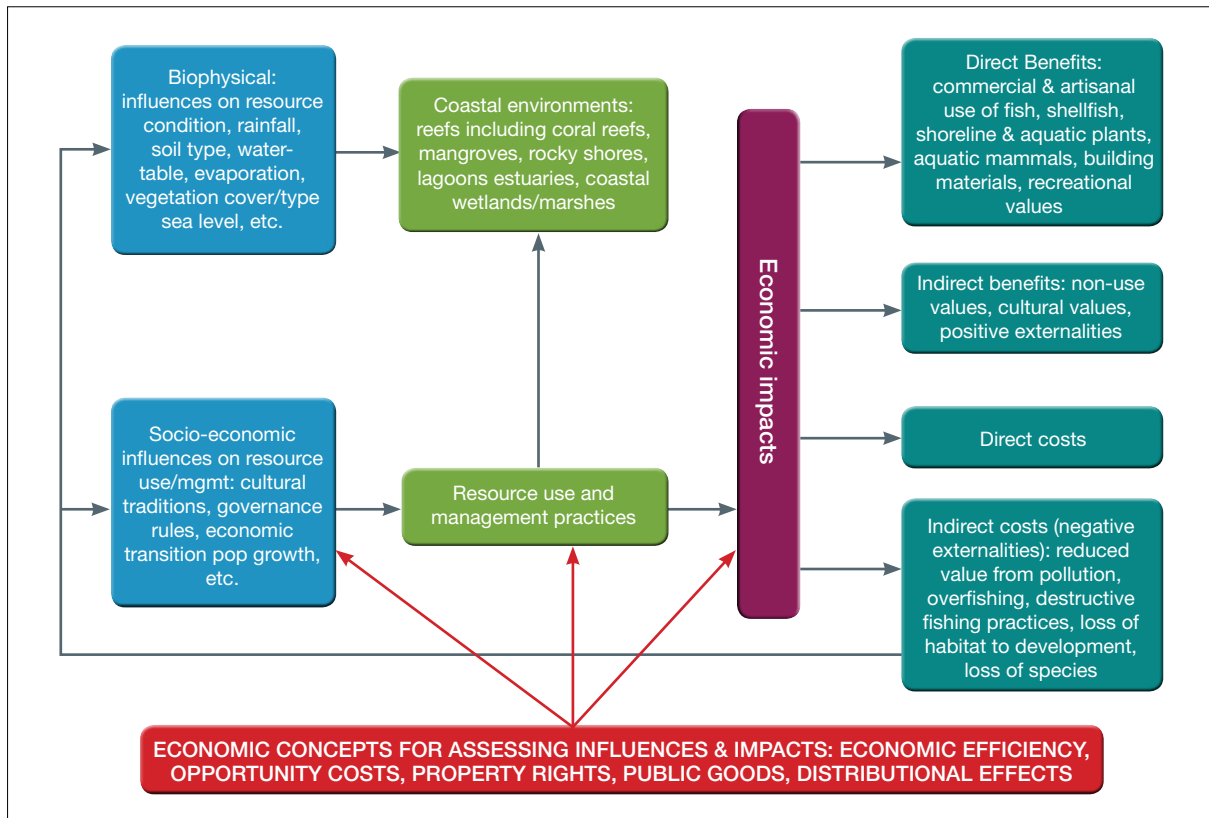 Biophysical:
influences on resource
condition, rainfall,
soil type, water-
table, evaporation,
vegetation cover/type
sea level, etc.
Coastal environments:
reefs including coral reefs,
mangroves, rocky shores,
lagoons estuaries, coastal
wetlands/marshes
Socio-economic
influences on resource
use/mgmt: cultural
traditions, governance
rules, economic
transition pop growth,
etc.
Resource use and
management practices
Economic impacts
Direct Benefits:
commercial & artisanal
use of fish, shellfish,
shoreline & aquatic plants,
aquatic mammals, building
materials, recreational
values
Indirect benefits: non-use
values, cultural values,
positive externalities
Direct costs
Indirect costs (negative
externalities): reduced
value from pollution,
overfishing, destructive
fishing practices, loss of
habitat to development,
loss of species
ECONOMIC CONCEPTS FOR ASSESSING INFLUENCES & IMPACTS: ECONOMIC EFFICIENCY,
OPPORTUNITY COSTS, PROPERTY RIGHTS, PUBLIC GOODS, DISTRIBUTIONAL EFFECTS